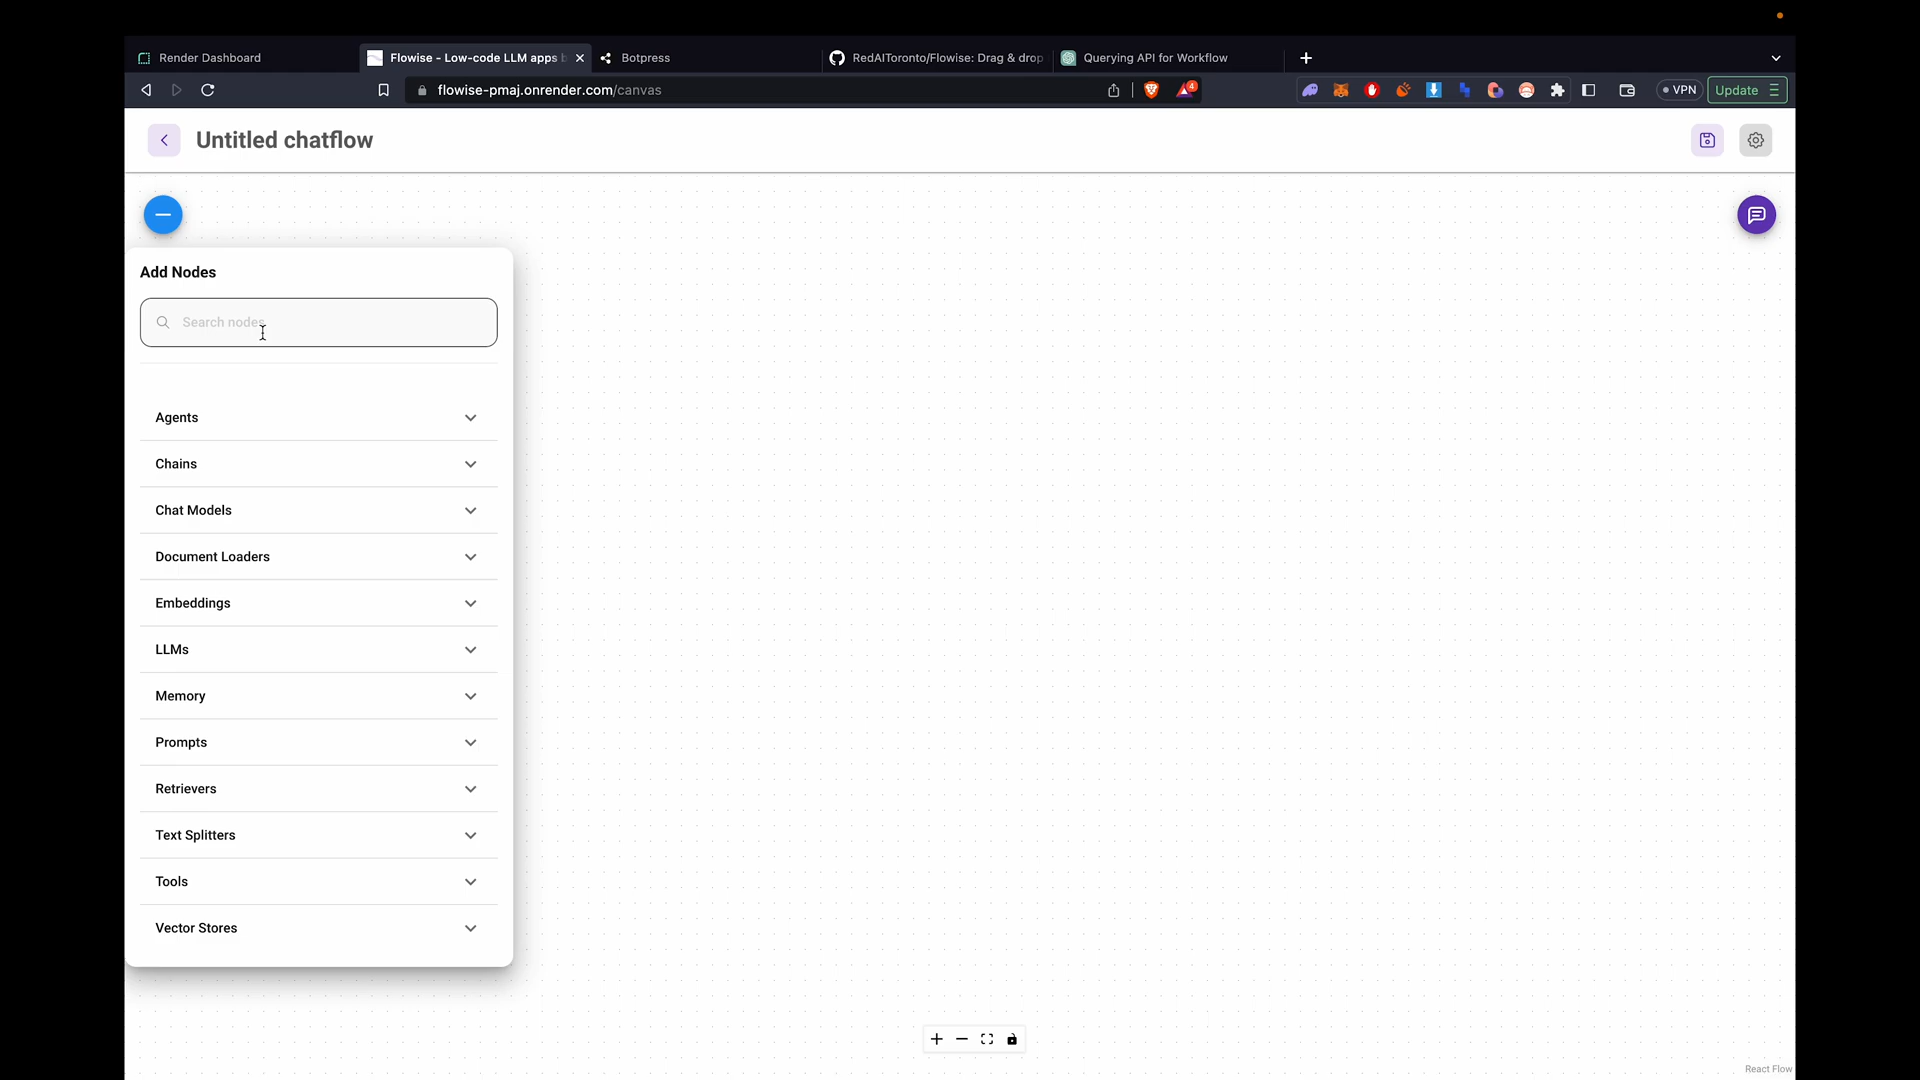 Render Dashboard
Flowise - Low-code LLM apps b
Botpress
RedAIToronto/Flowise: Drag & drop
Querying API for Workflow
flowise-pmaj.onrender.com/canvas
4
VPN
Update
Untitled chatflow
Add Nodes
Search nodes
Agents
Chains
Chat Models
Document Loaders
Embeddings
LLMs
Memory
Prompts
Retrievers
Text Splitters
Tools
Vector Stores
React Flow